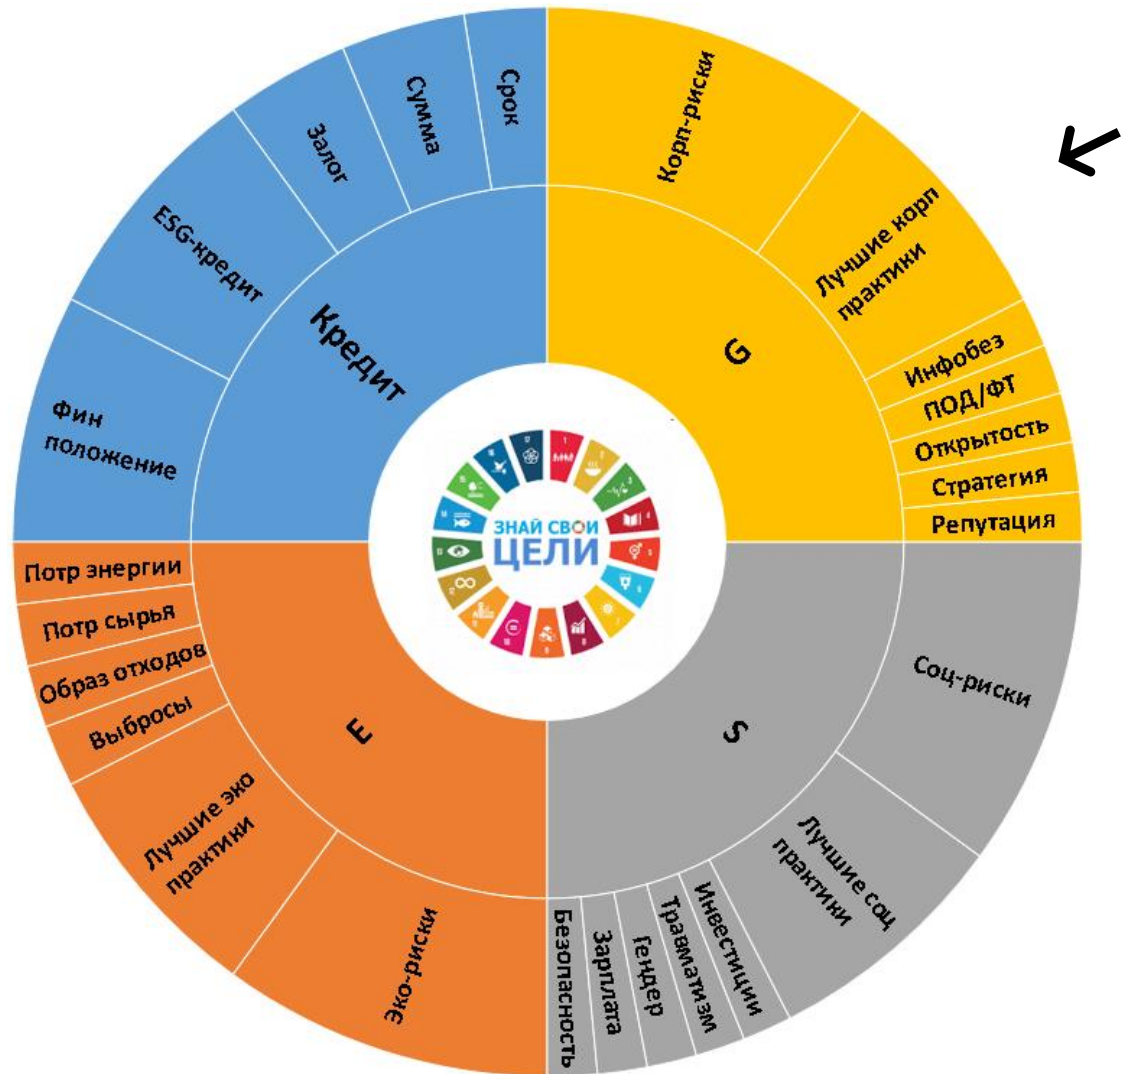 Срок
Сумма
Залог
ESG-кредит
Фин
положение
Кредит
Корп-риски
Лучшие корп
практики
Инфобез
ПОД/ФТ
Открытость
Стратегия
Репутация
G
ЗНАЙ СВОИ
ЦЕЛИ
Потр энергии
Потр сырья
Образ отходов
Выбросы
Лучшие эко
практики
Эко-риски
E
Соц-риски
Лучшие соц
практики
Инвестиции
Травматизм
Гендер
Зарплата
Безопасность
S